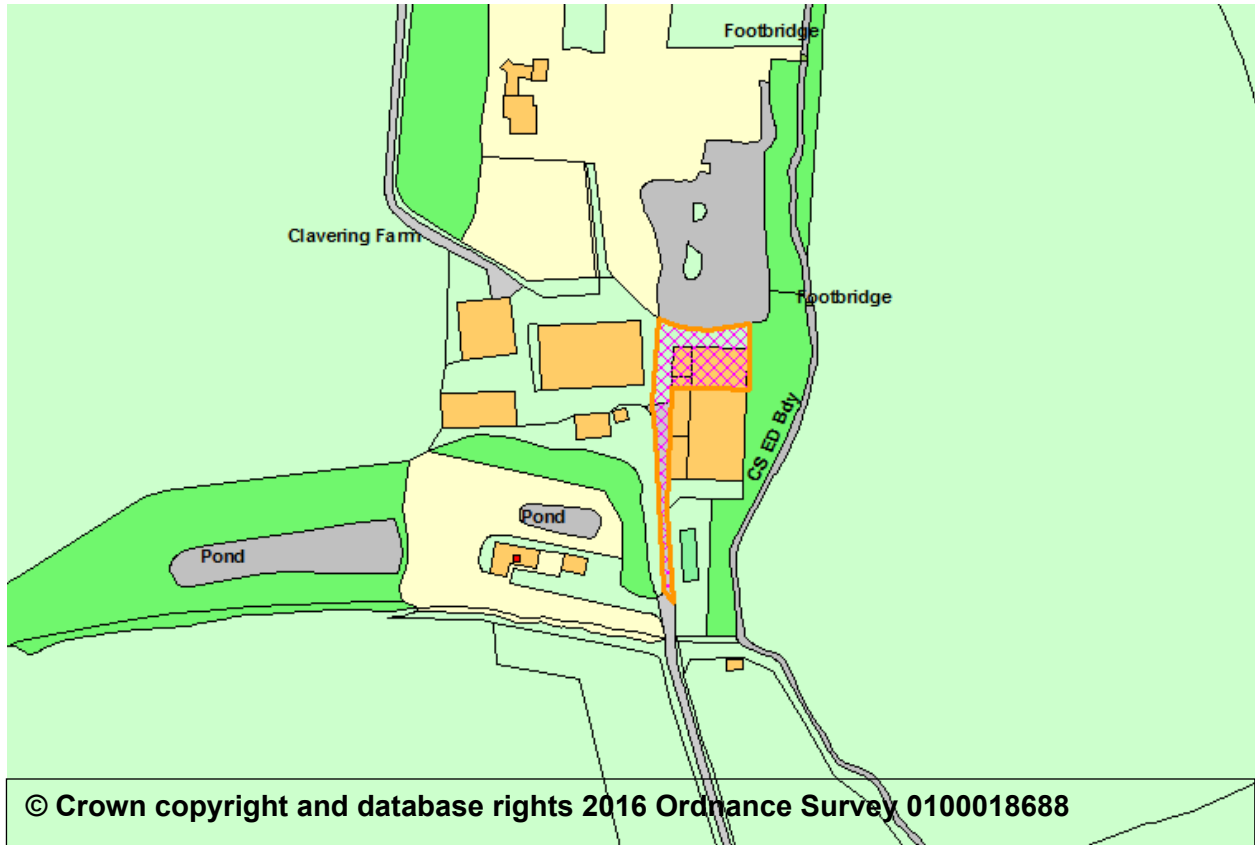 Footbridge
Clavering Farm
Footbridge
CS ED Bdy
Pond
Pond
© Crown copyright and database rights 2016 Ordnance Survey 0100018688